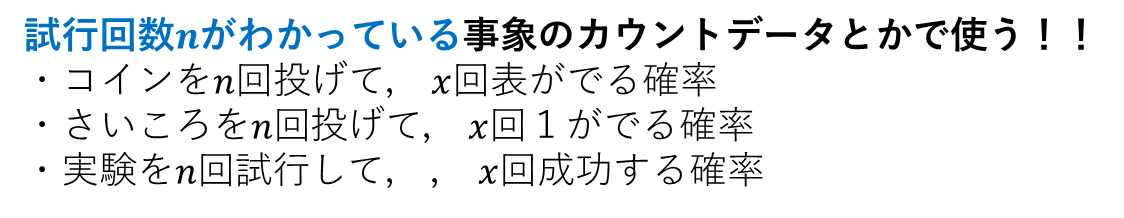 試行回数nがわかっている事象のカウントデータとかで使う！！
・コインをn回投げて， x回表がでる確率
・さいころをn回投げて， x回１がでる確率
・実験をn回試行して，， x回成功する確率